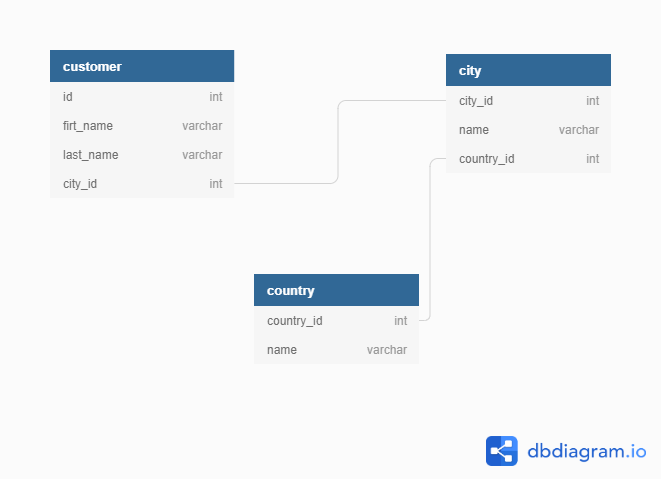 customer
id int
firt_name varchar
last_name varchar
city_id int
city
city_id int
name varchar
country_id int
country
country_id int
name varchar
dbdiagram.io